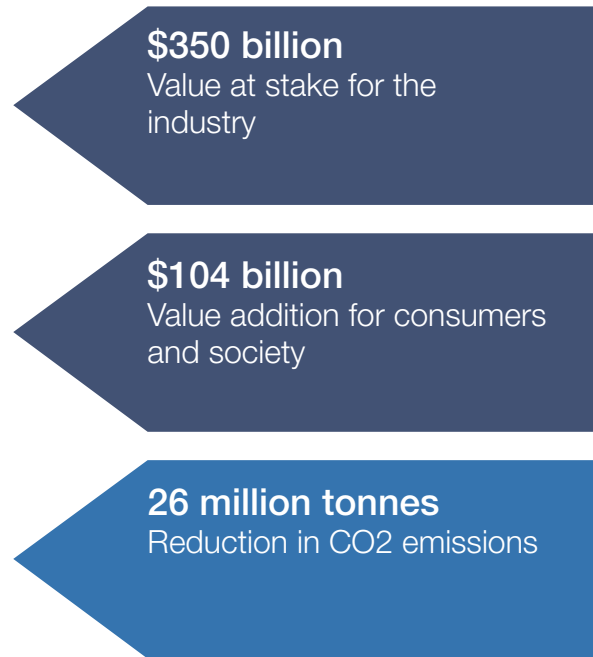 $350 billion
Value at stake for the
industry
$104 billion
Value addition for consumers
and society
26 million tonnes
Reduction in CO2 emissions